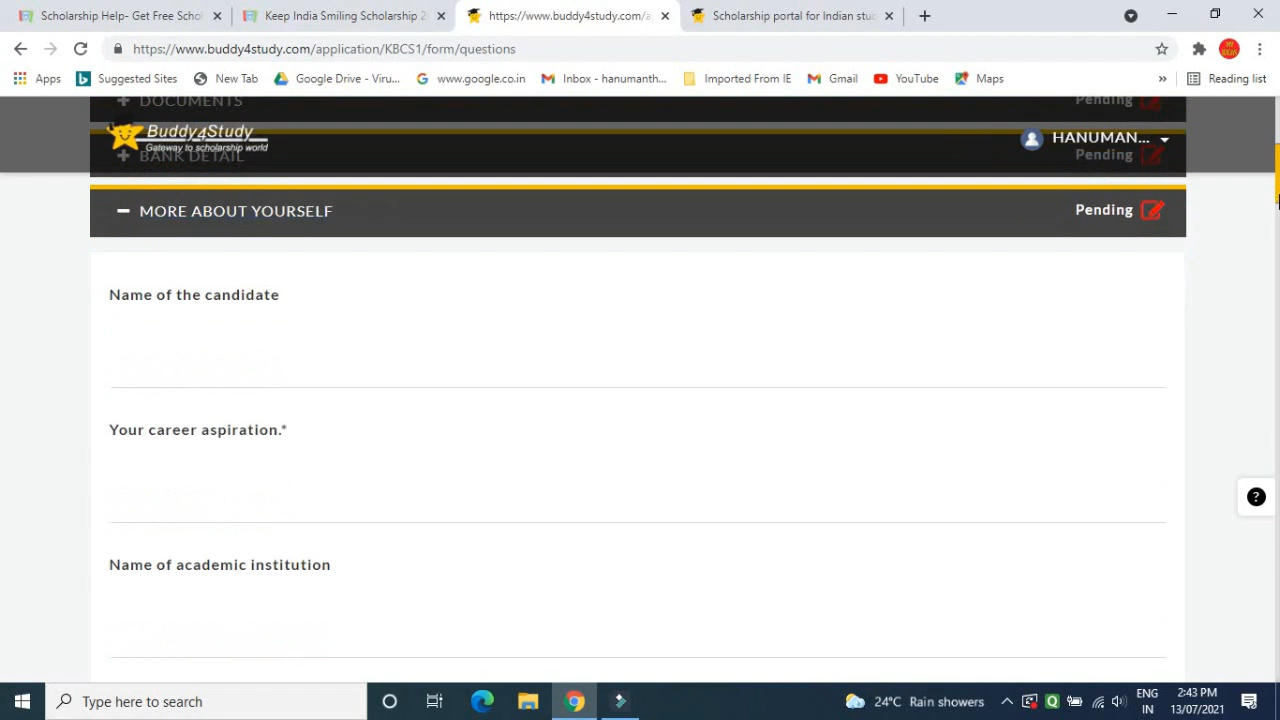 Scholarship Help- Get Free Scho
Keep India Smiling Scholarship 2
https://www.buddy4study.com/a
Scholarship portal for Indian stu
https://www.buddy4study.com/application/KBCS1/form/questions
Apps
Suggested Sites
New Tab
Google Drive - Viru...
www.google.co.in
Inbox - hanumanth...
Imported From IE
Gmail
YouTube
Maps
»
Reading list
DOCUMENTS
Pending
Buddy4Study
Gateway to scholarship world
HANUMAN...
BANK DETAIL
Pending
MORE ABOUT YOURSELF
Pending
Name of the candidate
Your career aspiration.*
Name of academic institution
?
Type here to search
24°C Rain showers
ENG
IN
2:43 PM
13/07/2021